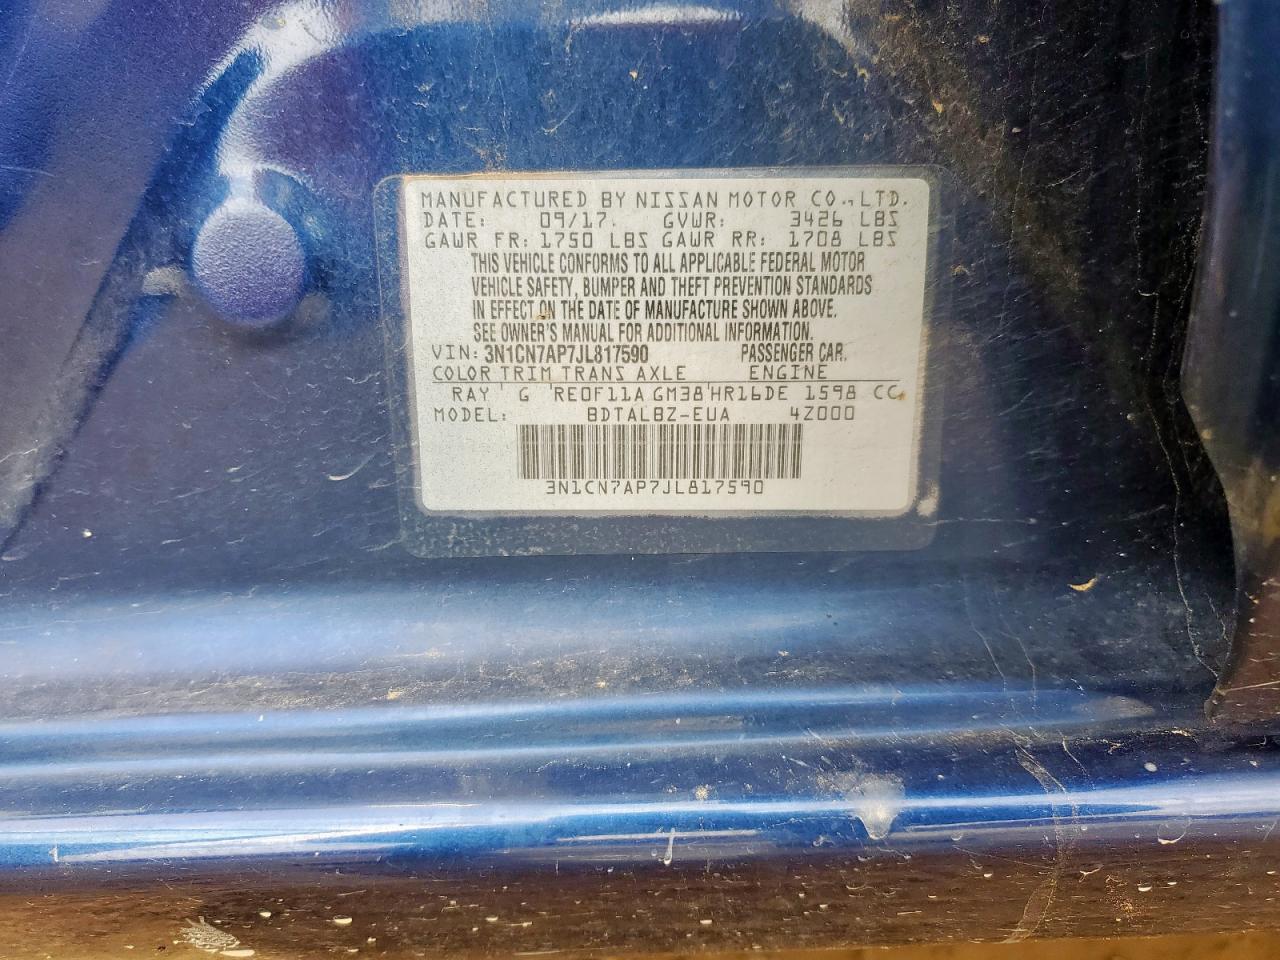 MANUFACTURED BY NISSAN MOTOR CO., LTD.
DATE: 09/17. GVWR: 3426 LBS
GAWR FR: 1750 LBS GAWR RR: 1708 LBS
THIS VEHICLE CONFORMS TO ALL APPLICABLE FEDERAL MOTOR
VEHICLE SAFETY, BUMPER AND THEFT PREVENTION STANDARDS
IN EFFECT ON THE DATE OF MANUFACTURE SHOWN ABOVE.
SEE OWNER'S MANUAL FOR ADDITIONAL INFORMATION.
VIN: 3N1CN7AP7JL817590 PASSENGER CAR.
COLOR TRIM TRANS AXLE ENGINE
RAY G RE0F11A GM38 HR16DE 1598 CC
MODEL: BDTALBZ-EUA 4Z000
3N1CN7AP7JL817590